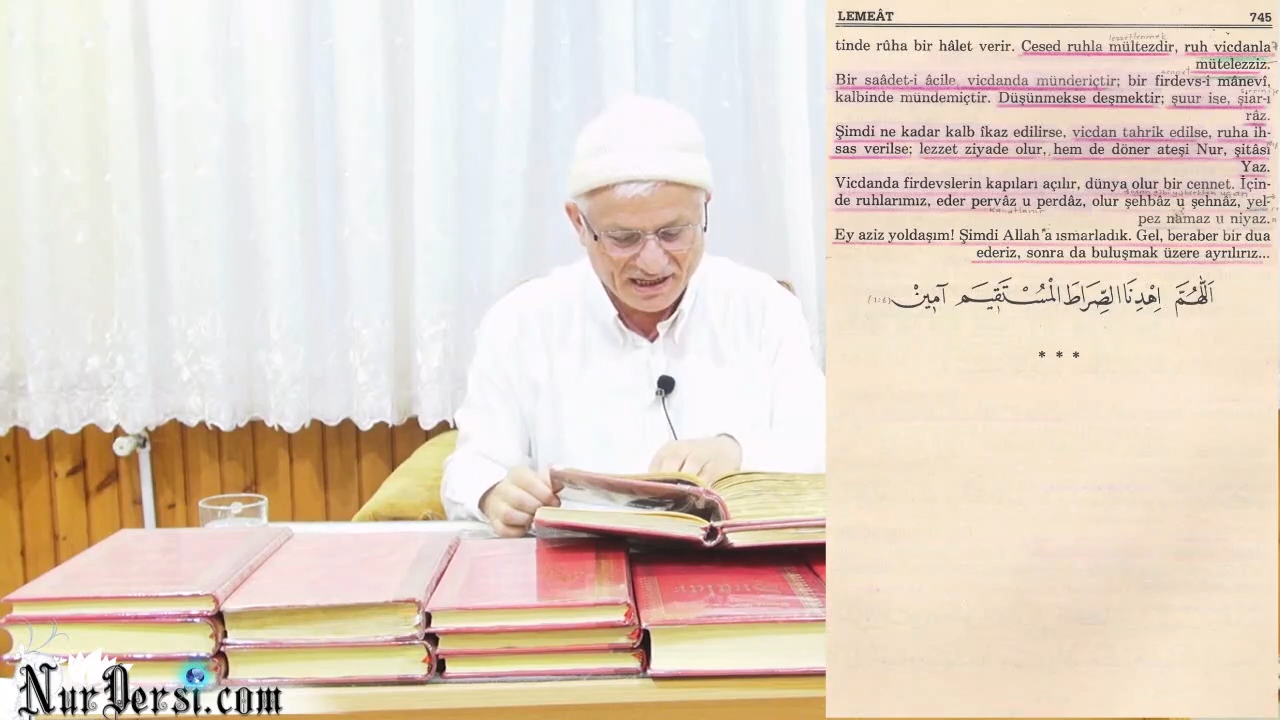 LEMEÂT 745
tinde rûha bir hâlet verir. Cesed ruhla mültezdir, ruh vicdanla
mütelezziz.
Bir saâdet-i âcile vicdanda münderiçtir; bir firdevs-i mânevî,
kalbinde mündemiçtir. Düşünmekse deşmektir; şuur ise, şiar-ı
râz.
Şimdi ne kadar kalb îkaz edilirse, vicdan tahrik edilse, ruha ih-
sas verilse; lezzet ziyade olur, hem de döner ateşi Nur, şitâsı
Yaz.
Vicdanda firdevslerin kapıları açılır, dünya olur bir cennet. İçin-
de ruhlarımız, eder pervâz u perdâz, olur şehbâz u şehnâz, yel-
pez namaz u niyaz.
Ey aziz yoldaşım! Şimdi Allah'a ısmarladık. Gel, beraber bir dua
ederiz, sonra da buluşmak üzere ayrılırız...
اَللّٰهُمَّ اِهْدِنَا الصِّرَاطَ الْمُسْتَقِيمَ آمِينْ
* * *
NurDersi.com